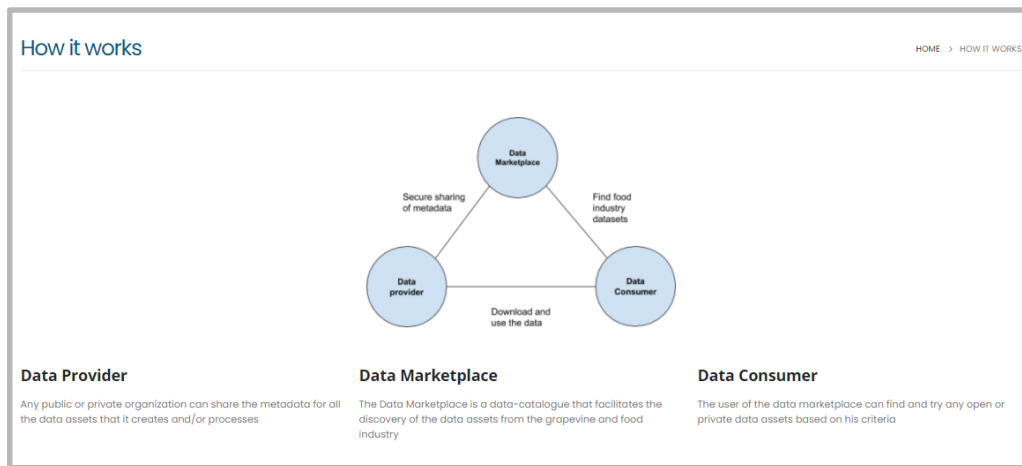 How it works
HOME > HOW IT WORKS
Data
Marketplace
Secure sharing
of metadata
Find food
industry
datasets
Data
provider
Data
Consumer
Download and
use the data
Data Provider
Any public or private organization can share the metadata for all
the data assets that it creates and/or processes
Data Marketplace
The Data Marketplace is a data-catalogue that facilitates the
discovery of the data assets from the grapevine and food
industry
Data Consumer
The user of the data marketplace can find and try any open or
private data assets based on his criteria